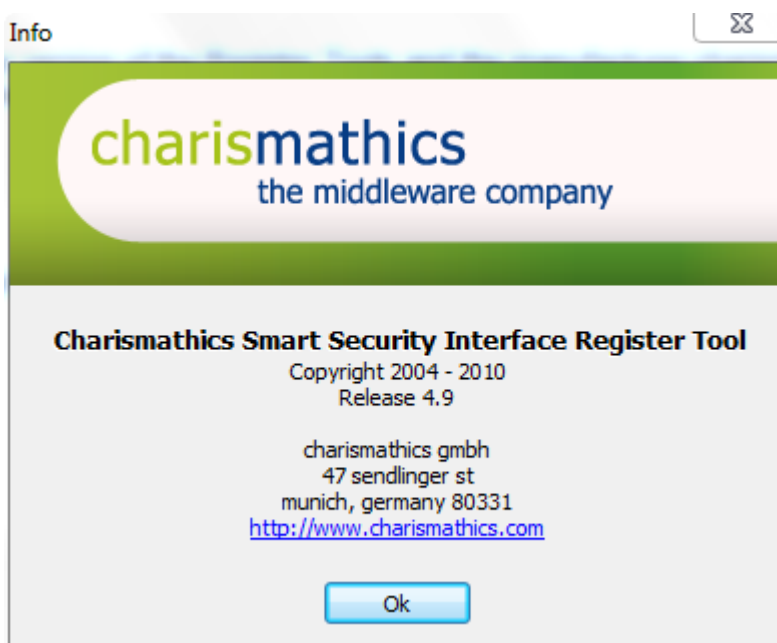 Info
charismathics
the middleware company
Charismathics Smart Security Interface Register Tool
Copyright 2004 - 2010
Release 4.9
charismathics gmbh
47 sendlinger st
munich, germany 80331
http://www.charismathics.com
Ok